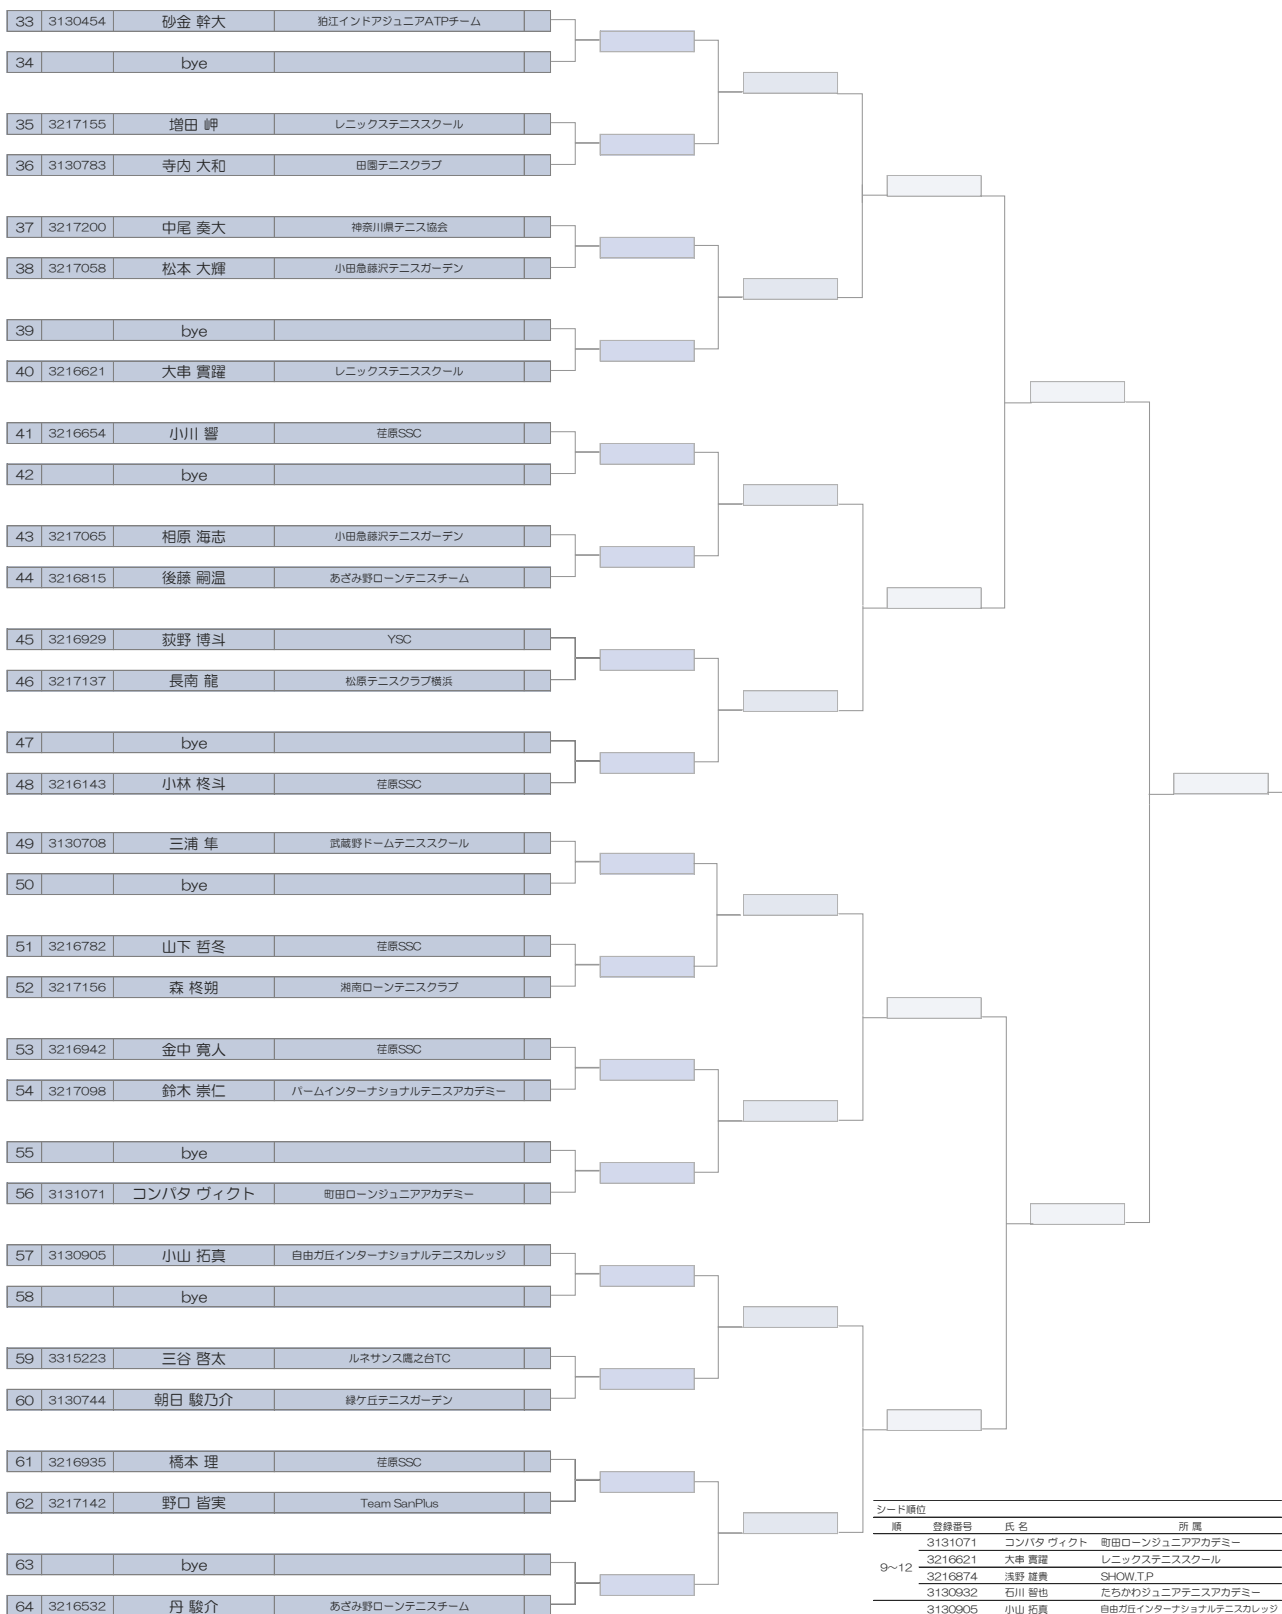 33 3130454 砂金 幹大 狛江インドアジュニアATPチーム
34 bye
35 3217155 増田 岬 レニックステニススクール
36 3130783 寺内 大和 田園テニスクラブ
37 3217200 中尾 奏大 神奈川県テニス協会
38 3217058 松本 大輝 小田急藤沢テニスガーデン
39 bye
40 3216621 大串 實躍 レニックステニススクール
41 3216654 小川 響 荏原SSC
42 bye
43 3217065 相原 海志 小田急藤沢テニスガーデン
44 3216815 後藤 嗣温 あざみ野ローンテニスチーム
45 3216929 荻野 博斗 YSC
46 3217137 長南 龍 松原テニスクラブ横浜
47 bye
48 3216143 小林 柊斗 荏原SSC
49 3130708 三浦 隼 武蔵野ドームテニススクール
50 bye
51 3216782 山下 哲冬 荏原SSC
52 3217156 森 柊朔 湘南ローンテニスクラブ
53 3216942 金中 寛人 荏原SSC
54 3217098 鈴木 崇仁 パームインターナショナルテニスアカデミー
55 bye
56 3131071 コンパタ ヴィクト 町田ローンジュニアアカデミー
57 3130905 小山 拓真 自由ガ丘インターナショナルテニスカレッジ
58 bye
59 3315223 三谷 啓太 ルネサンス鷹之台TC
60 3130744 朝日 駿乃介 緑ケ丘テニスガーデン
61 3216935 橋本 理 荏原SSC
62 3217142 野口 皆実 Team SanPlus
63 bye
64 3216532 丹 駿介 あざみ野ローンテニスチーム
シード順位
順 登録番号 氏 名 所 属
3131071 コンパタ ヴィクト 町田ローンジュニアアカデミー
9〜12 3216621 大串 實躍 レニックステニススクール
3216874 浅野 雄貴 SHOW.T.P
3130932 石川 智也 たちかわジュニアテニスアカデミー
3130905 小山 拓真 自由ガ丘インターナショナルテニスカレッジ